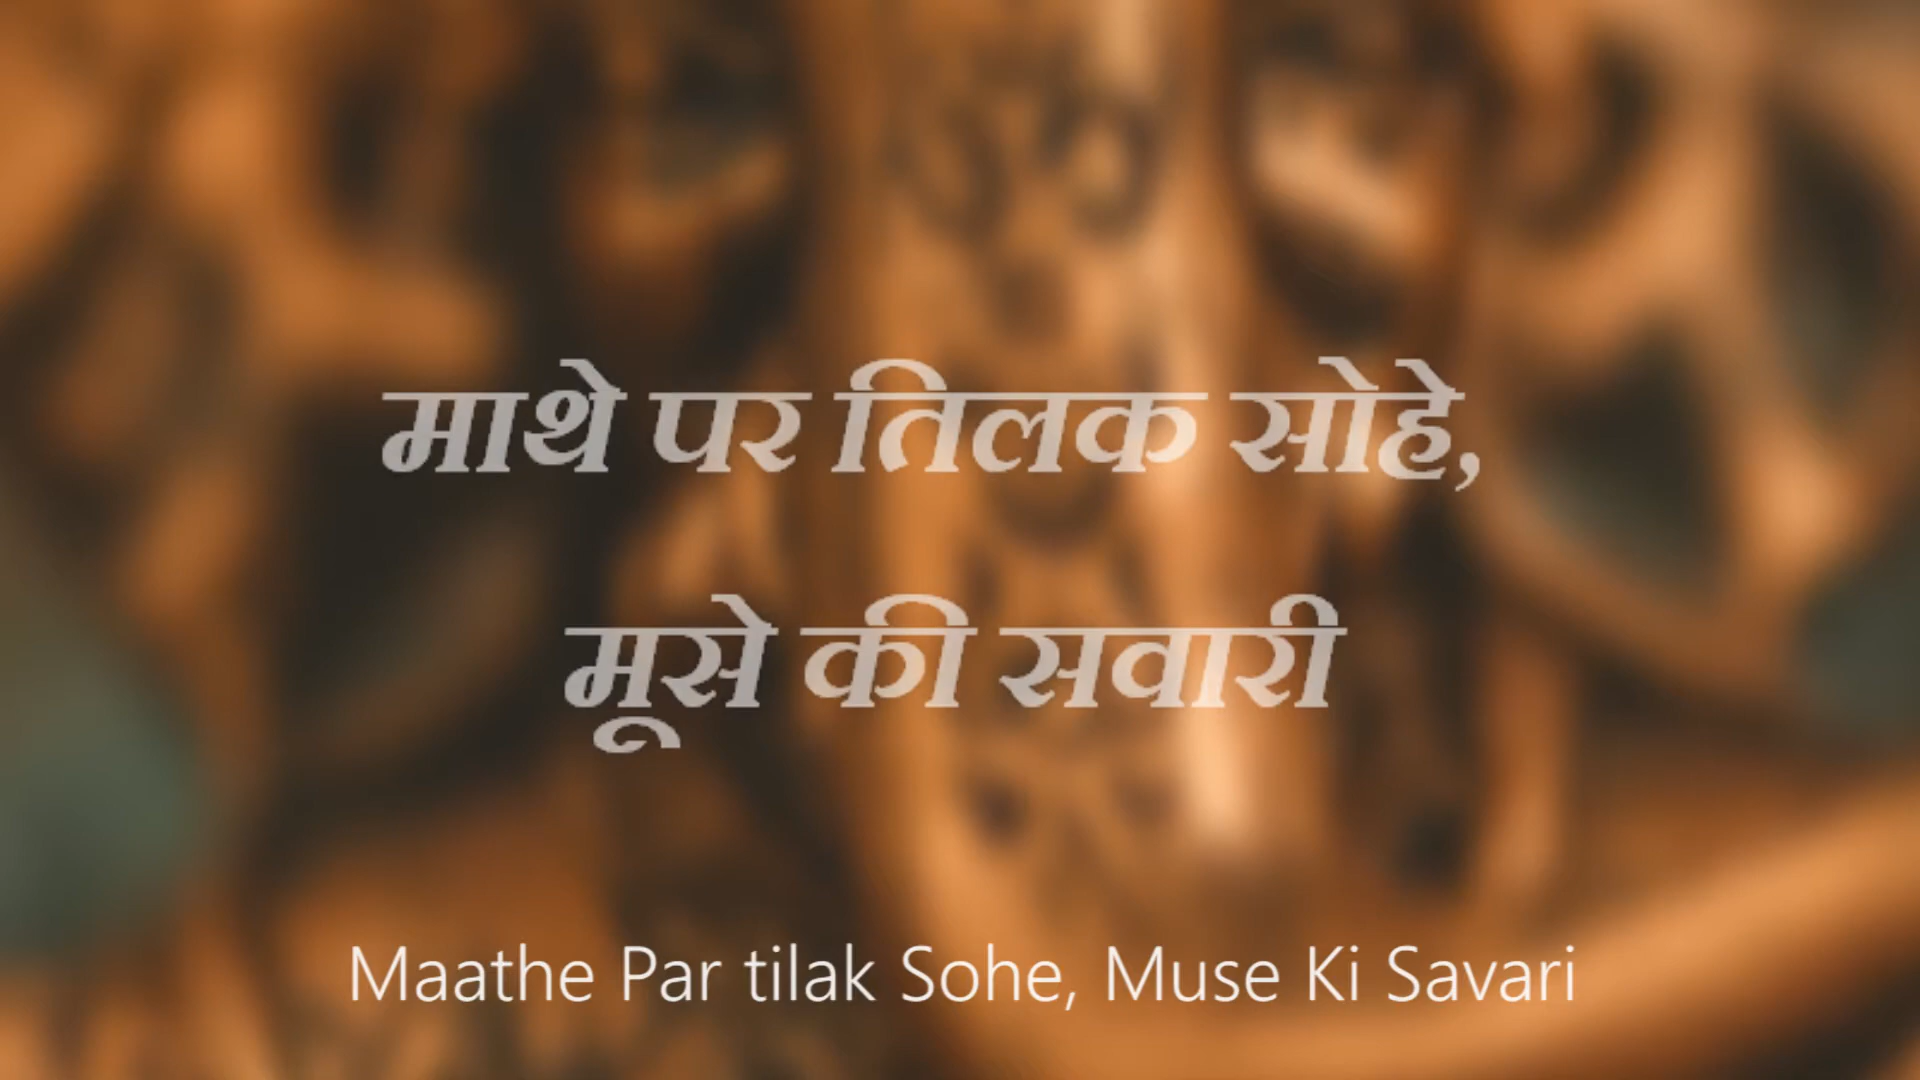 माथे पर तिलक सोहे,
मूसे की सवारी
Maathe Par tilak Sohe, Muse Ki Savari